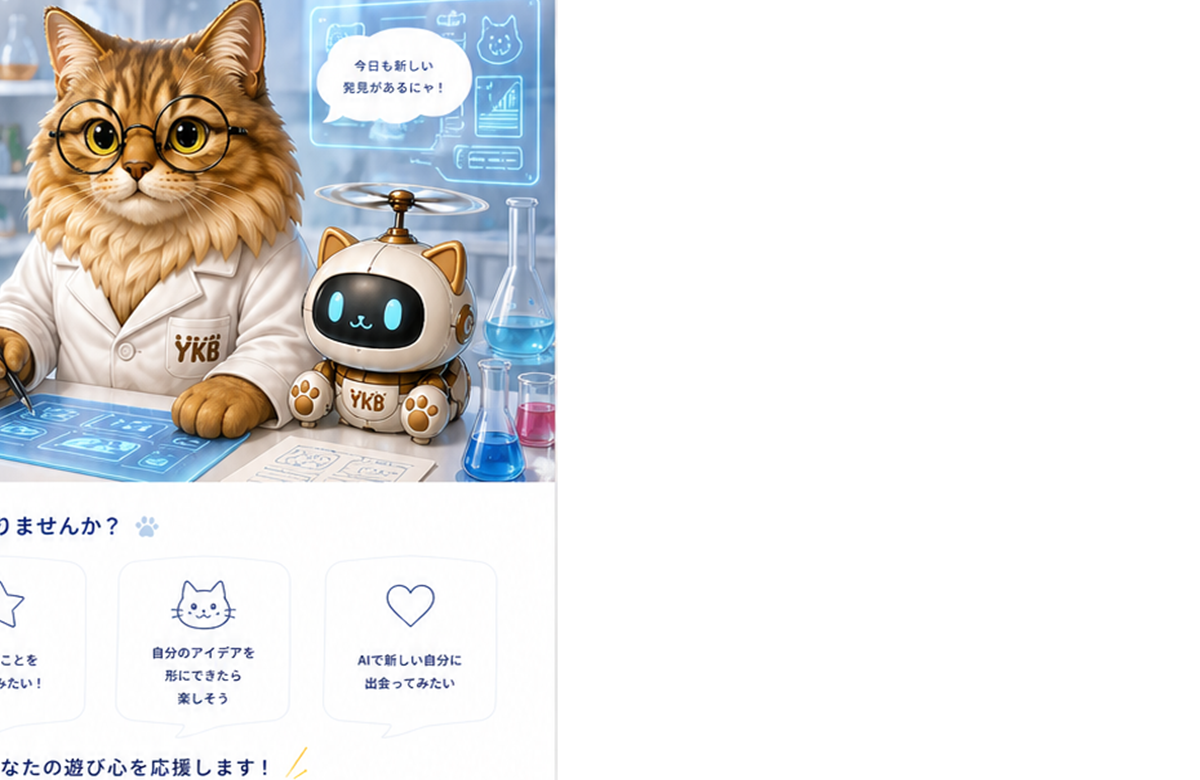 今日も新しい
発見があるにゃ！
YKB
YKB
りませんか？
ことを
みたい！
自分のアイデアを
形にできたら
楽しそう
AIで新しい自分に
出会ってみたい
なたの遊び心を応援します！